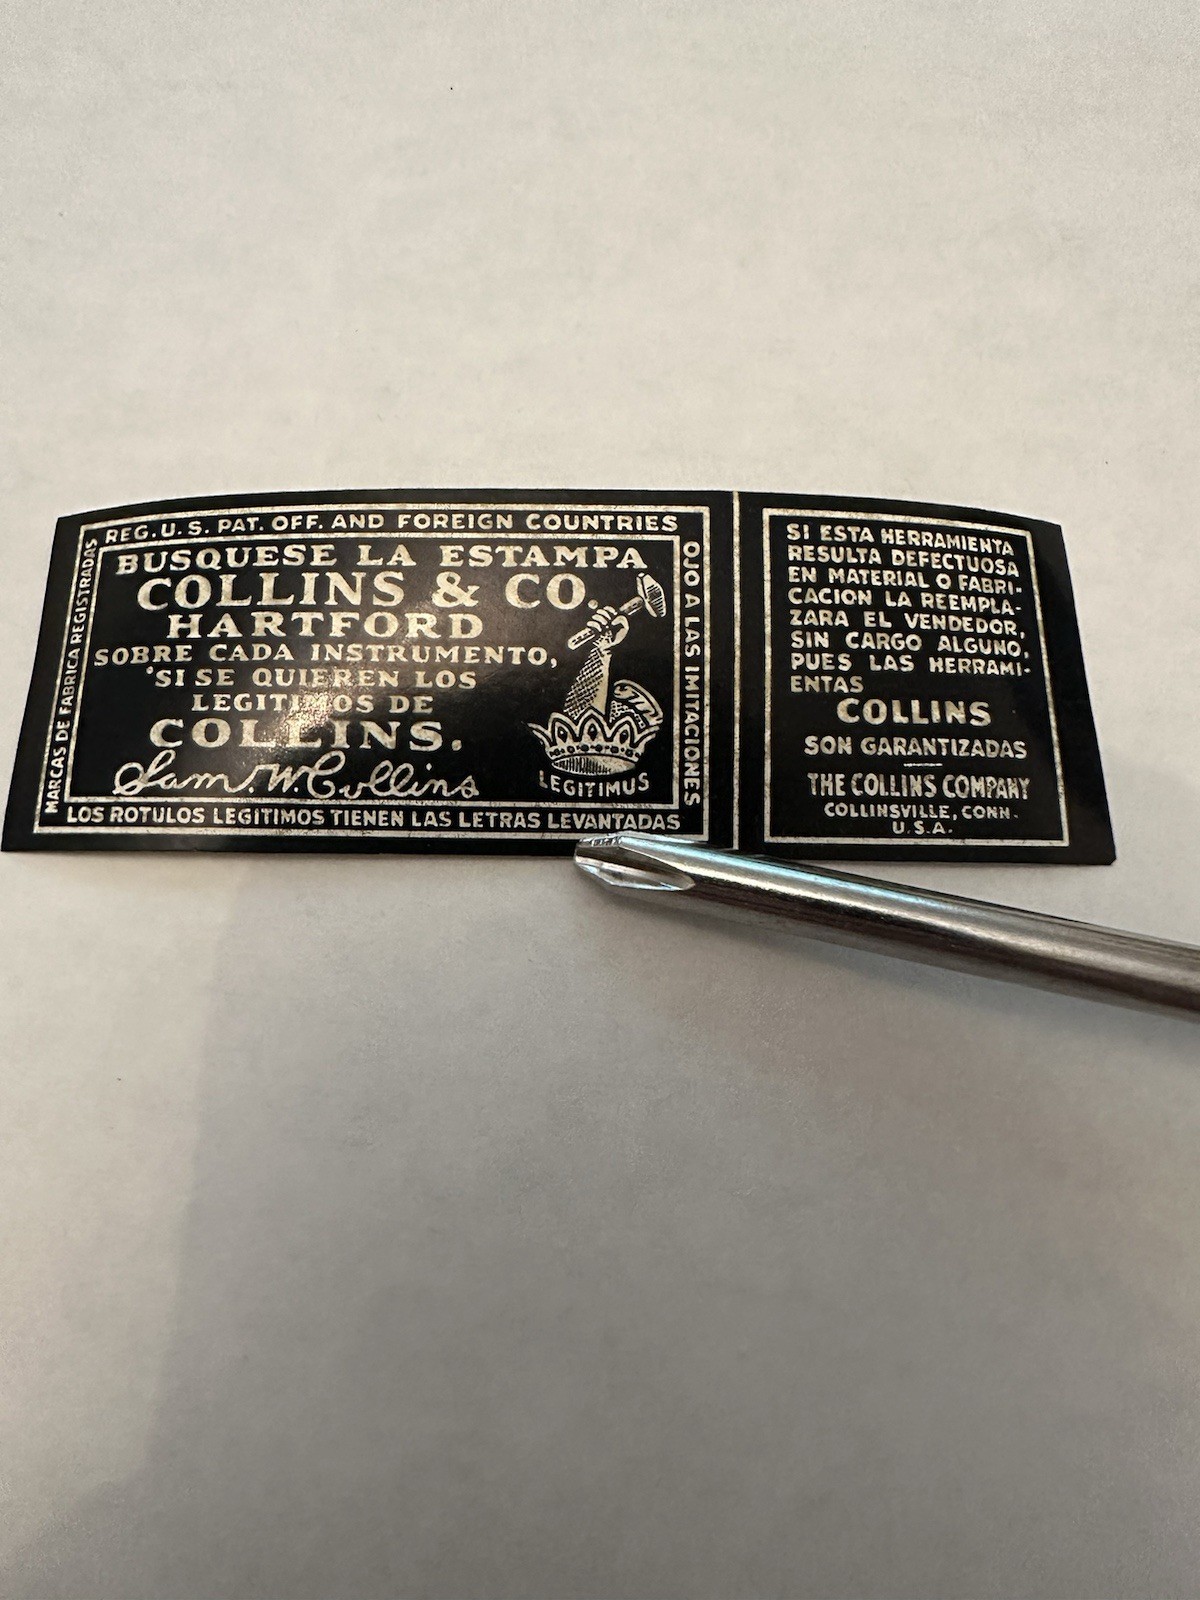 REG. U.S. PAT. OFF. AND FOREIGN COUNTRIES
MARCAS DE FABRICA REGISTRADAS
BUSQUESE LA ESTAMPA
COLLINS & CO.
HARTFORD
SOBRE CADA INSTRUMENTO,
SI SE QUIEREN LOS
LEGITIMOS DE
COLLINS.
Sam. W. Collins
LEGITIMUS
OJO A LAS IMITACIONES
LOS ROTULOS LEGITIMOS TIENEN LAS LETRAS LEVANTADAS
SI ESTA HERRAMIENTA
RESULTA DEFECTUOSA
EN MATERIAL O FABRI-
CACION LA REEMPLA-
ZARA EL VENDEDOR,
SIN CARGO ALGUNO,
PUES LAS HERRAMI-
ENTAS
COLLINS
SON GARANTIZADAS
THE COLLINS COMPANY
COLLINSVILLE, CONN.
U.S.A.